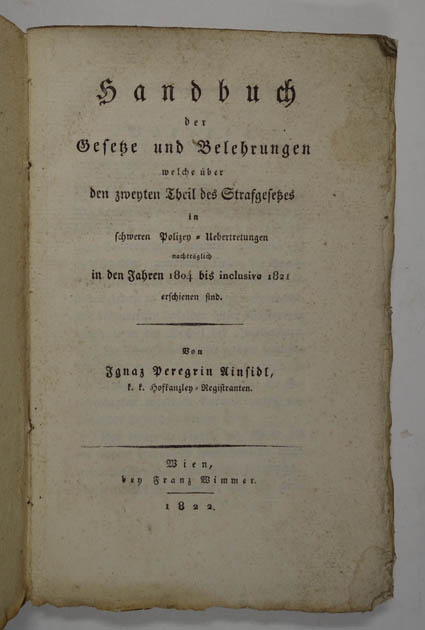 Handbuch
der
Gesetze und Belehrungen
welche über
den zweyten Theil des Strafgesetzes
in
schweren Polizey-Uebertretungen
nachträglich
in den Jahren 1804 bis inclusive 1821
erschienen sind.
Von
Ignaz Peregrin Ainsidl,
k. k. Hofkanzley-Registranten.
Wien,
bey Franz Wimmer.
1822.